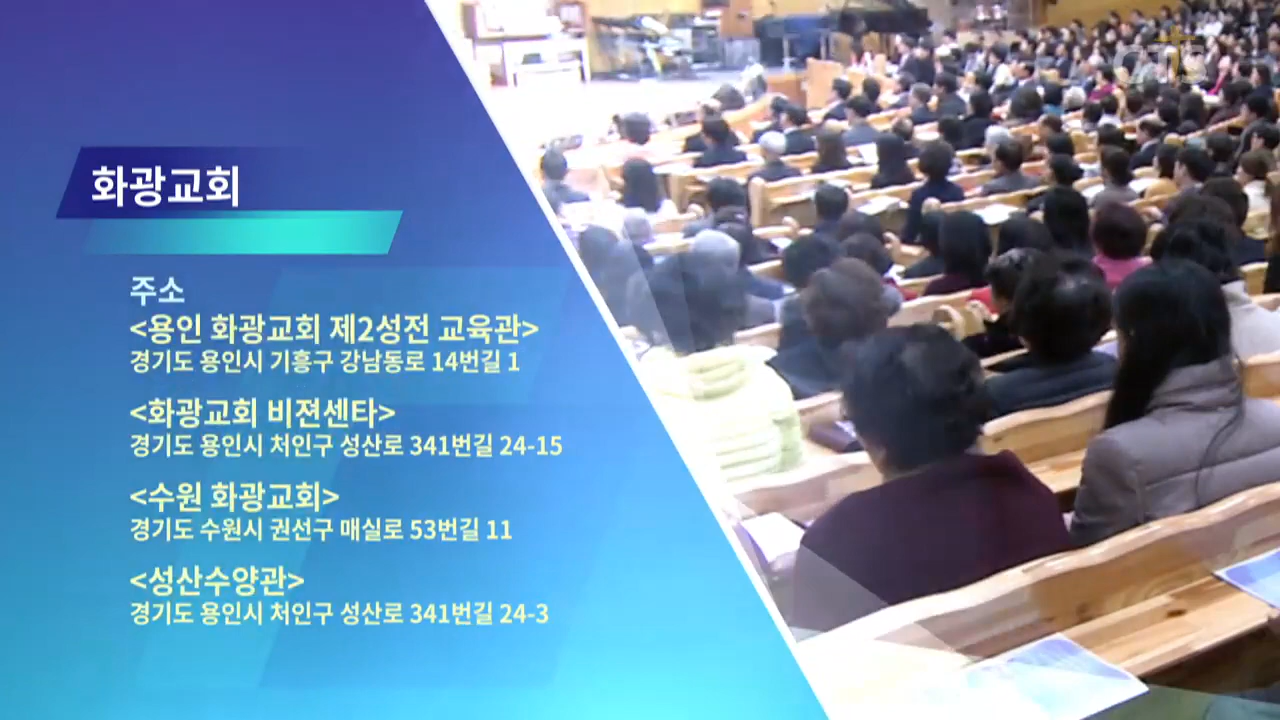 CTS
화광교회
주소
<용인 화광교회 제2성전 교육관>
경기도 용인시 기흥구 강남동로 14번길 1
<화광교회 비젼센타>
경기도 용인시 처인구 성산로 341번길 24-15
<수원 화광교회>
경기도 수원시 권선구 매실로 53번길 11
<성산수양관>
경기도 용인시 처인구 성산로 341번길 24-3